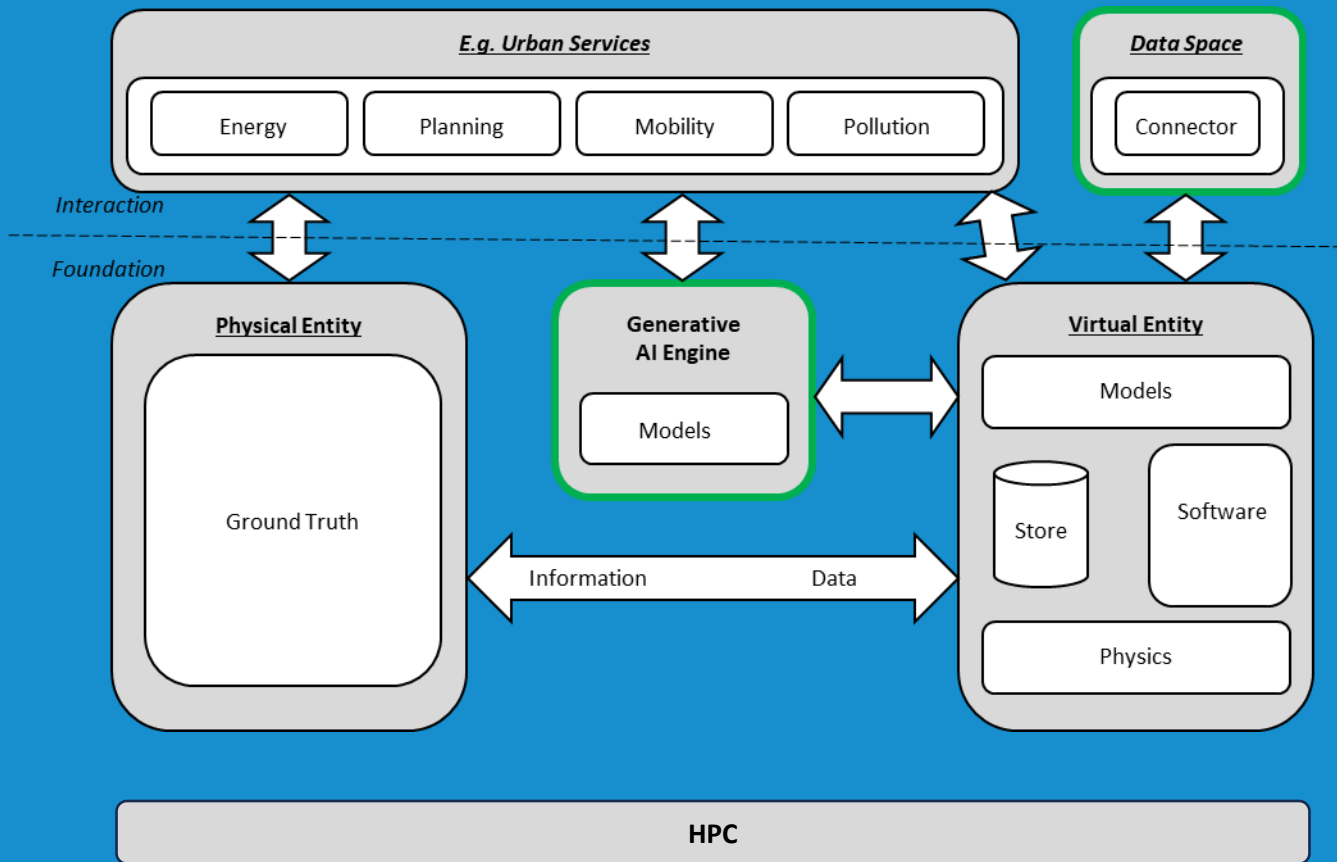 E.g. Urban Services
Data Space
Energy
Planning
Mobility
Pollution
Connector
Interaction
Foundation
Physical Entity
Generative
AI Engine
Virtual Entity
Models
Models
Ground Truth
Store
Software
Information
Data
Physics
HPC